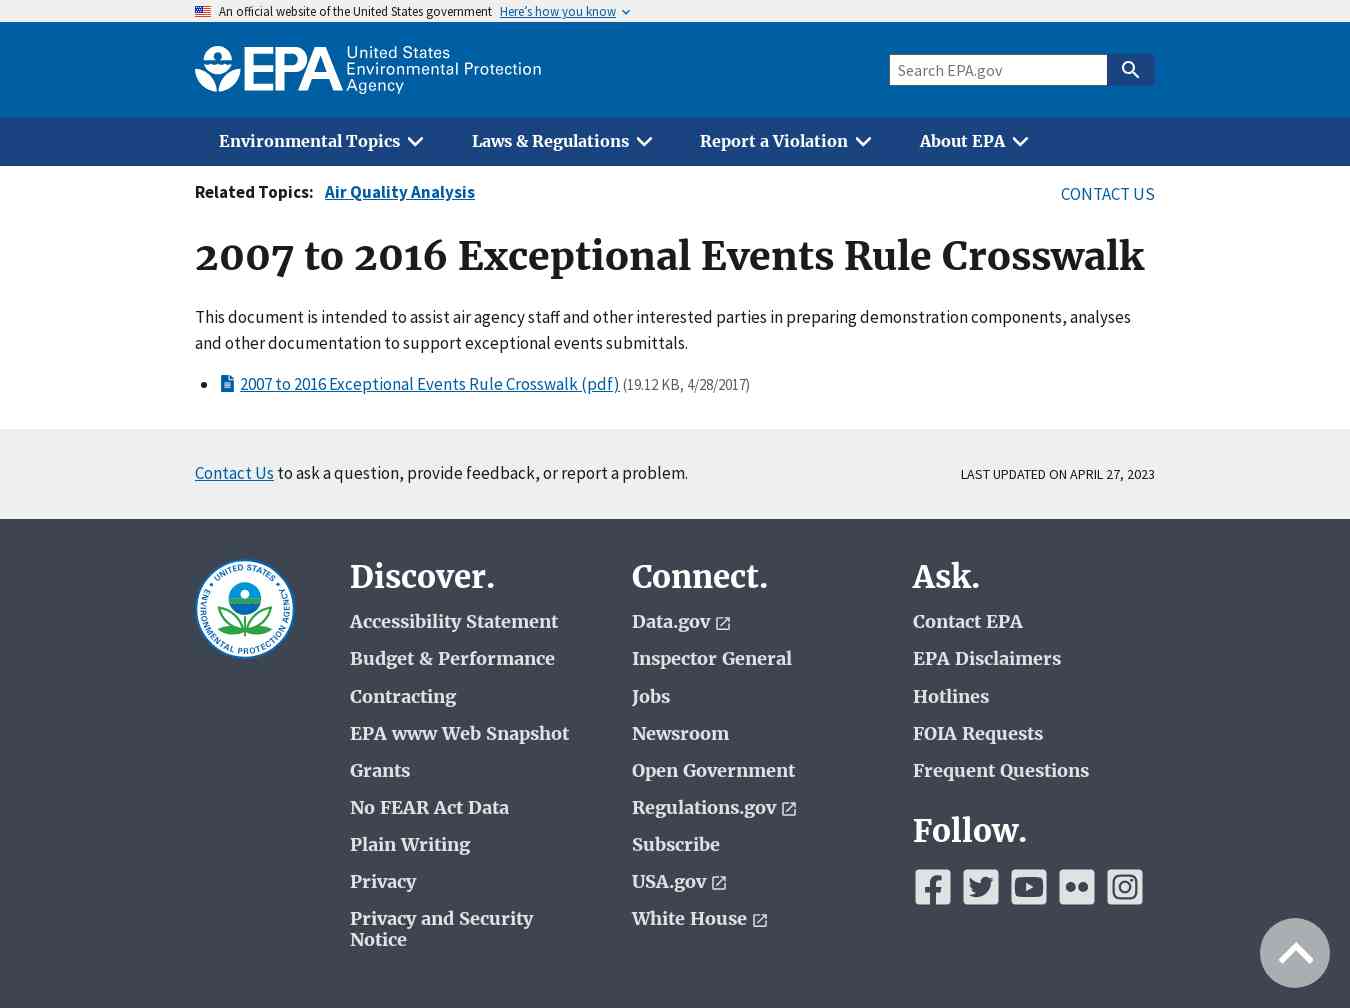 An official website of the United States government Here's how you know
EPA United States
Environmental Protection
Agency
Search EPA.gov
Environmental Topics Laws & Regulations Report a Violation About EPA
Related Topics: Air Quality Analysis
CONTACT US
2007 to 2016 Exceptional Events Rule Crosswalk
This document is intended to assist air agency staff and other interested parties in preparing demonstration components, analyses
and other documentation to support exceptional events submittals.
2007 to 2016 Exceptional Events Rule Crosswalk (pdf) (19.12 KB, 4/28/2017)
Contact Us to ask a question, provide feedback, or report a problem.
LAST UPDATED ON APRIL 27, 2023
UNITED STATES
ENVIRONMENTAL PROTECTION AGENCY
Discover.
Accessibility Statement
Budget & Performance
Contracting
EPA www Web Snapshot
Grants
No FEAR Act Data
Plain Writing
Privacy
Privacy and Security
Notice
Connect.
Data.gov
Inspector General
Jobs
Newsroom
Open Government
Regulations.gov
Subscribe
USA.gov
White House
Ask.
Contact EPA
EPA Disclaimers
Hotlines
FOIA Requests
Frequent Questions
Follow.